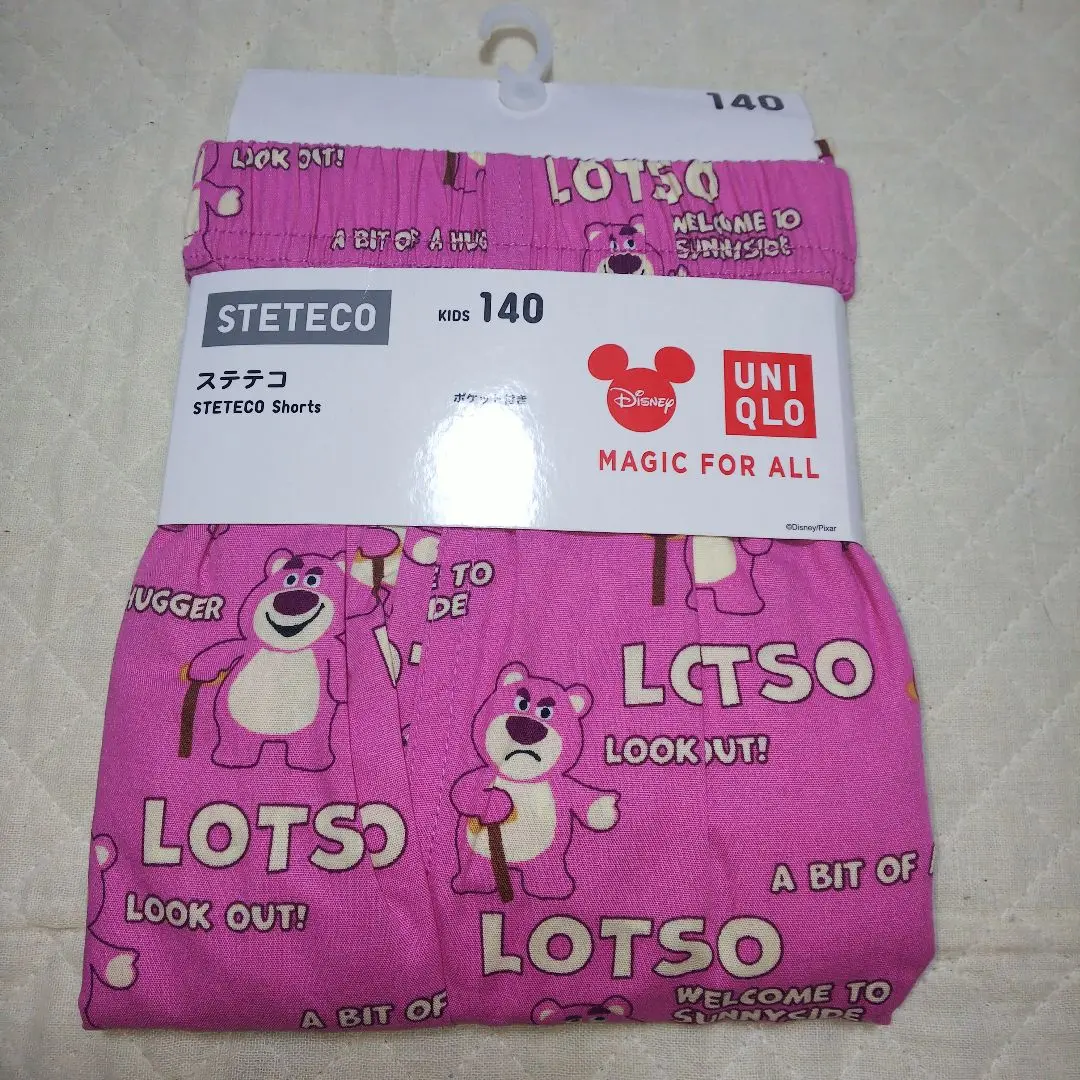 140
LOOK OUT!
LOTSO
A BIT OF A HUG
WELCOME TO
SUNNYSIDE
STETECO
KIDS 140
ステテコ
STETECO Shorts
ポケット付き
Disney
UNI
QLO
MAGIC FOR ALL
©Disney/Pixar
HUGGER
TO
DE
LOTSO
LOOK OUT!
LOTSO
LOOK OUT!
A BIT OF
LOTSO
A BIT OF
WELCOME TO
SUNNYSIDE